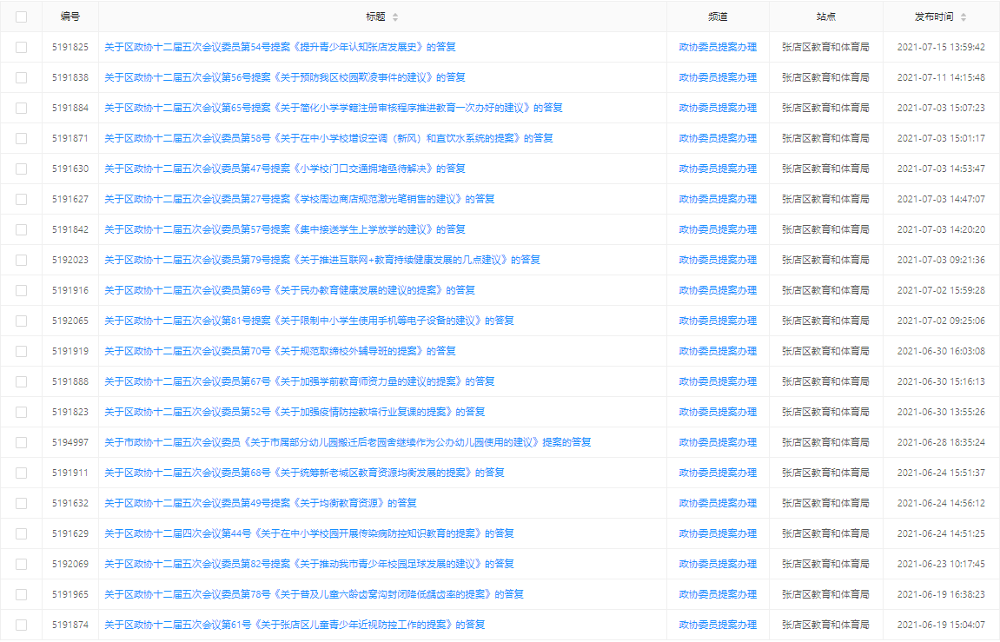 编号 标题 频道 站点 发布时间
5191825 关于区政协十二届五次会议委员第54号提案《提升青少年认知张店发展史》的答复 政协委员提案办理 张店区教育和体育局 2021-07-15 13:59:42
5191838 关于区政协十二届五次会议委员第56号提案《关于预防我区校园欺凌事件的建议》的答复 政协委员提案办理 张店区教育和体育局 2021-07-11 14:15:48
5191884 关于区政协十二届五次会议第65号提案《关于简化小学学籍注册审核程序推进教育一次办好的建议》的答复 政协委员提案办理 张店区教育和体育局 2021-07-03 15:07:23
5191871 关于区政协十二届五次会议委员第58号《关于在中小学校增设空调（新风）和直饮水系统的提案》的答复 政协委员提案办理 张店区教育和体育局 2021-07-03 15:01:17
5191630 关于区政协十二届五次会议委员第47号提案《小学校门口交通拥堵亟待解决》的答复 政协委员提案办理 张店区教育和体育局 2021-07-03 14:53:47
5191627 关于区政协十二届五次会议委员第27号提案《学校周边商店规范激光笔销售的建议》的答复 政协委员提案办理 张店区教育和体育局 2021-07-03 14:47:07
5191842 关于区政协十二届五次会议委员第57号提案《集中接送学生上学放学的建议》的答复 政协委员提案办理 张店区教育和体育局 2021-07-03 14:20:20
5192023 关于区政协十二届五次会议委员第79号提案《关于推进互联网+教育持续健康发展的几点建议》的答复 政协委员提案办理 张店区教育和体育局 2021-07-03 09:21:36
5191916 关于区政协十二届五次会议委员第69号《关于民办教育健康发展的建议的提案》的答复 政协委员提案办理 张店区教育和体育局 2021-07-02 15:59:28
5192065 关于区政协十二届五次会议第81号提案《关于限制中小学生使用手机等电子设备的建议》的答复 政协委员提案办理 张店区教育和体育局 2021-07-02 09:25:06
5191919 关于区政协十二届五次会议委员第70号《关于规范取缔校外辅导班的提案》的答复 政协委员提案办理 张店区教育和体育局 2021-06-30 16:03:08
5191888 关于区政协十二届五次会议委员第67号《关于加强学前教育师资力量的建议的提案》的答复 政协委员提案办理 张店区教育和体育局 2021-06-30 15:16:13
5191823 关于区政协十二届五次会议委员第52号《关于加强疫情防控教培行业复课的提案》的答复 政协委员提案办理 张店区教育和体育局 2021-06-30 13:55:26
5194997 关于市政协十二届五次会议委员《关于市属部分幼儿园搬迁后老园舍继续作为公办幼儿园使用的建议》提案的答复 政协委员提案办理 张店区教育和体育局 2021-06-28 18:35:24
5191911 关于区政协十二届五次会议委员第68号《关于统筹新老城区教育资源均衡发展的提案》的答复 政协委员提案办理 张店区教育和体育局 2021-06-24 15:51:37
5191632 关于区政协十二届五次会议委员第49号提案《关于均衡教育资源》的答复 政协委员提案办理 张店区教育和体育局 2021-06-24 14:56:12
5191629 关于区政协十二届四次会议第44号《关于在中小学校园开展传染病防控知识教育的提案》的答复 政协委员提案办理 张店区教育和体育局 2021-06-24 14:51:25
5192069 关于区政协十二届五次会议委员第82号提案《关于推动我市青少年校园足球发展的建议》的答复 政协委员提案办理 张店区教育和体育局 2021-06-23 10:17:45
5191965 关于区政协十二届五次会议委员第78号《关于普及儿童六龄齿窝沟封闭降低龋齿率的提案》的答复 政协委员提案办理 张店区教育和体育局 2021-06-19 16:38:23
5191874 关于区政协十二届五次会议第61号《关于张店区儿童青少年近视防控工作的提案》的答复 政协委员提案办理 张店区教育和体育局 2021-06-19 15:04:07